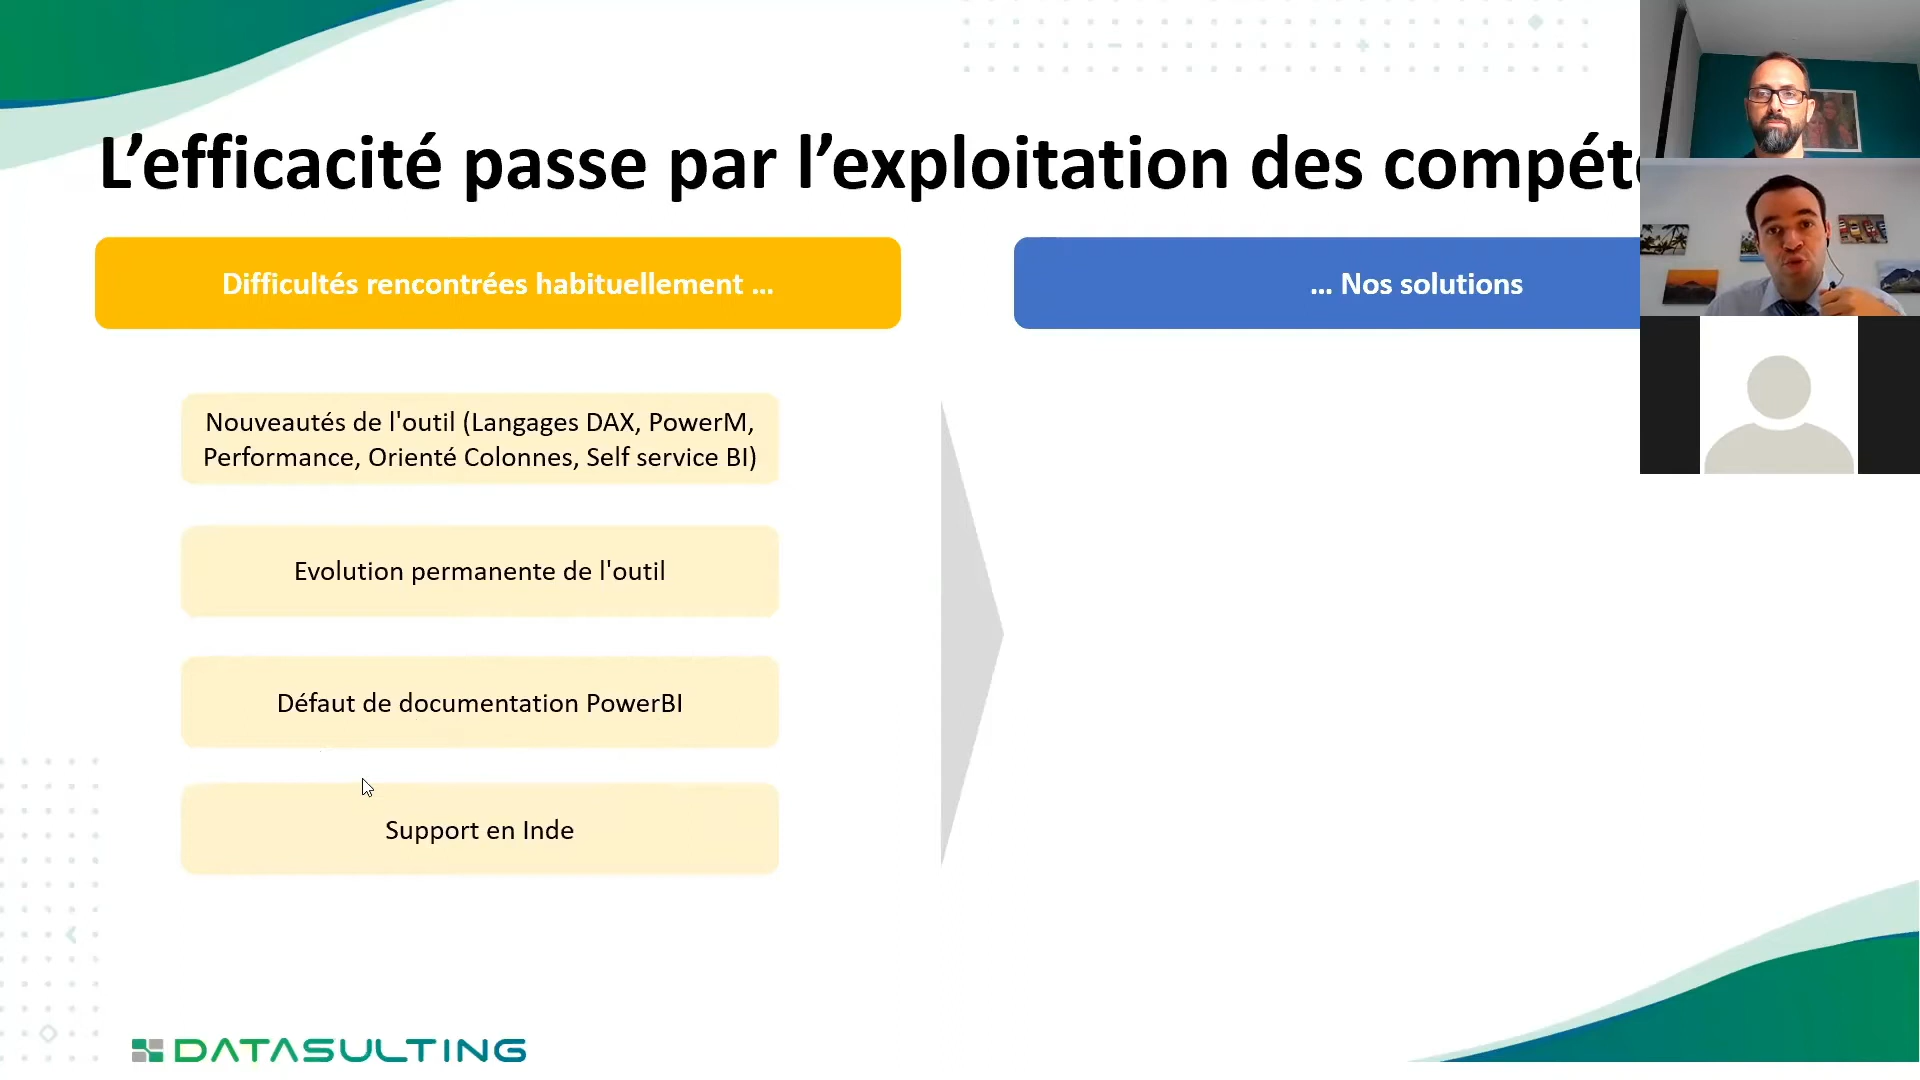 L’efficacité passe par l’exploitation des
Difficultés rencontrées habituellement ...
... Nos solutions
Nouveautés de l'outil (Langages DAX, PowerM,
Performance, Orienté Colonnes, Self service BI)
Evolution permanente de l'outil
Défaut de documentation PowerBI
Support en Inde
DATASULTING